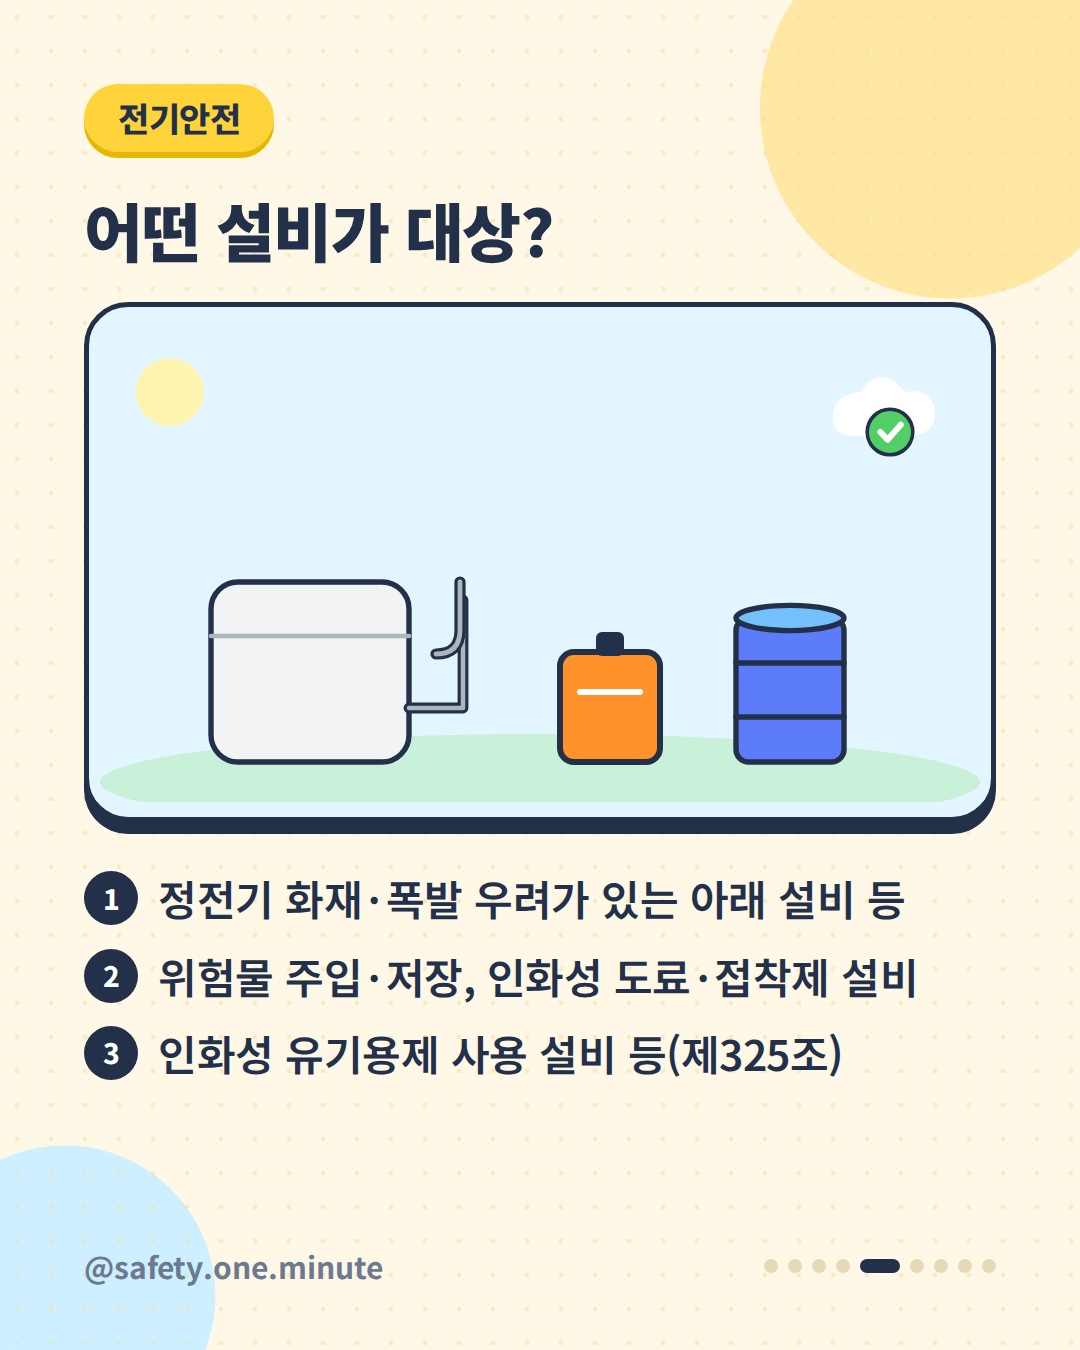 전기안전
어떤 설비가 대상?
1 정전기 화재·폭발 우려가 있는 아래 설비 등
2 위험물 주입·저장, 인화성 도료·접착제 설비
3 인화성 유기용제 사용 설비 등(제325조)
@safety.one.minute